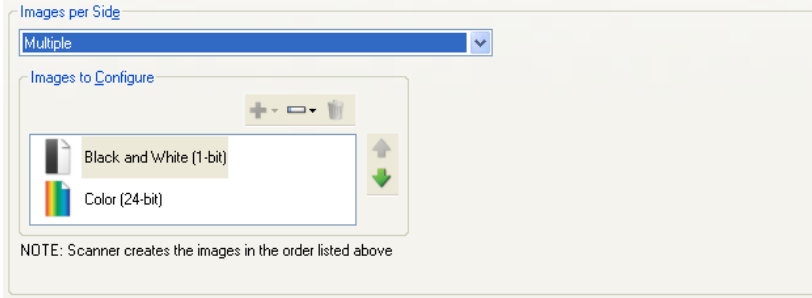 Images per Side
Multiple
Images to Configure
Black and White (1-bit)
Color (24-bit)
NOTE: Scanner creates the images in the order listed above